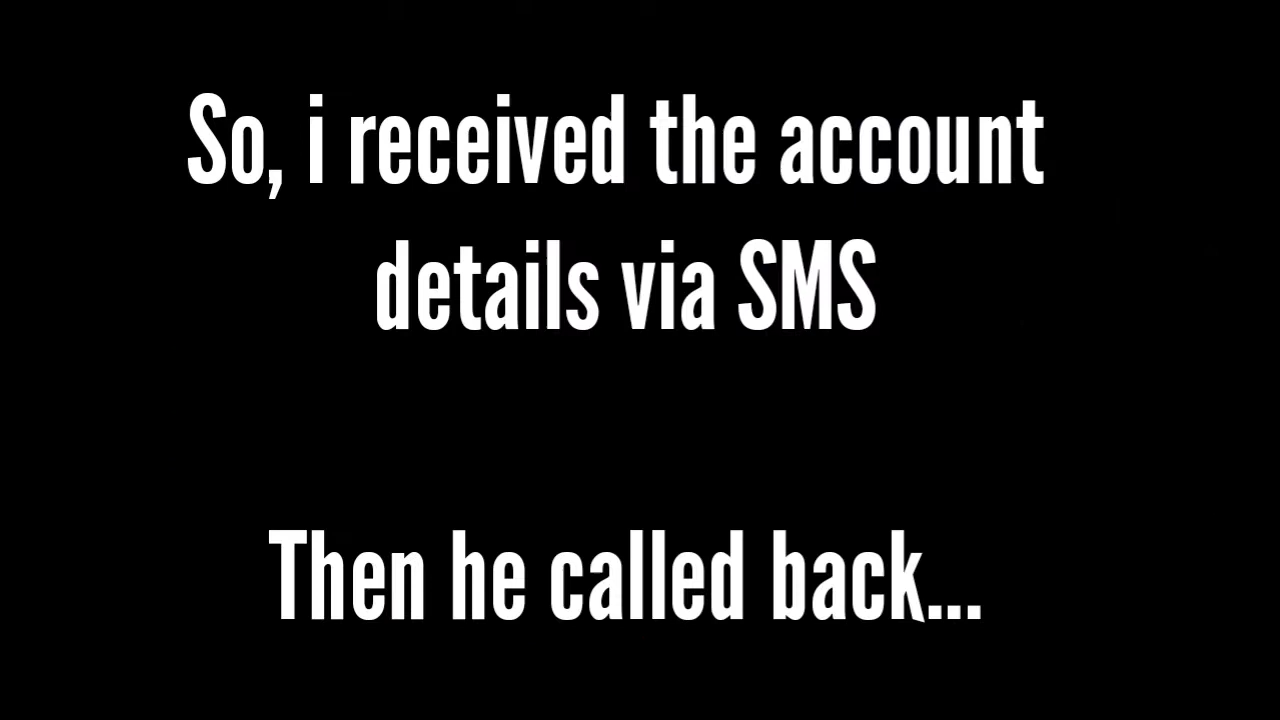 So, i received the account
details via SMS
Then he called back...